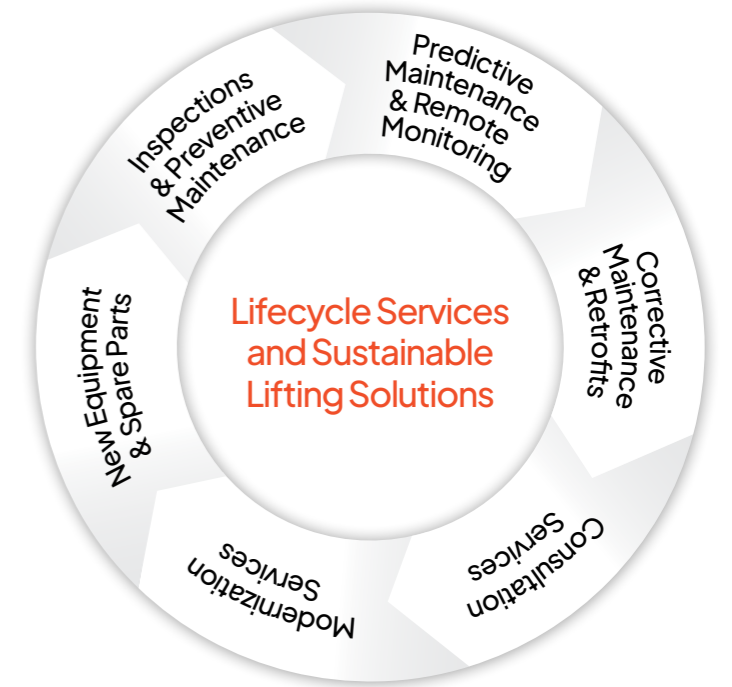 Predictive
Maintenance
& Remote
Monitoring
Corrective
Maintenance
& Retrofits
Consultation
Services
Modernization
Services
New Equipment
& Spare Parts
Inspections
& Preventive
Maintenance
Lifecycle Services
and Sustainable
Lifting Solutions